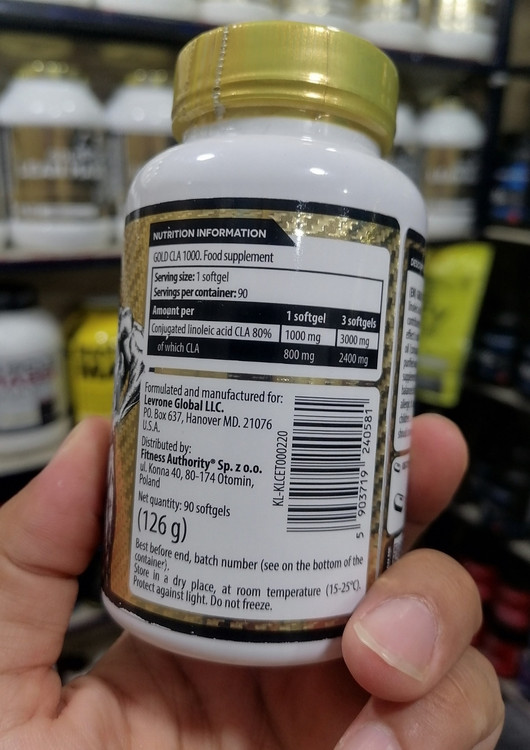 NUTRITION INFORMATION
GOLD CLA 1000. Food supplement
Serving size: 1 softgel
Servings per container: 90
Amount per 1 softgel 3 softgels
Conjugated linoleic acid CLA 80% 1000 mg 3000 mg
of which CLA 800 mg 2400 mg
Formulated and manufactured for:
Levrone Global LLC.
PO. Box 637, Hanover MD. 21076
U.S.A.
Distributed by:
Fitness Authority® Sp. z o.o.
ul. Konna 40, 80-174 Otomin,
Poland
Net quantity: 90 softgels
(126 g)
Best before end, batch number (see on the bottom of the
container).
Store in a dry place, at room temperature (15-25°C).
Protect against light. Do not freeze.
KL-KLCET000220
5 903719 240581